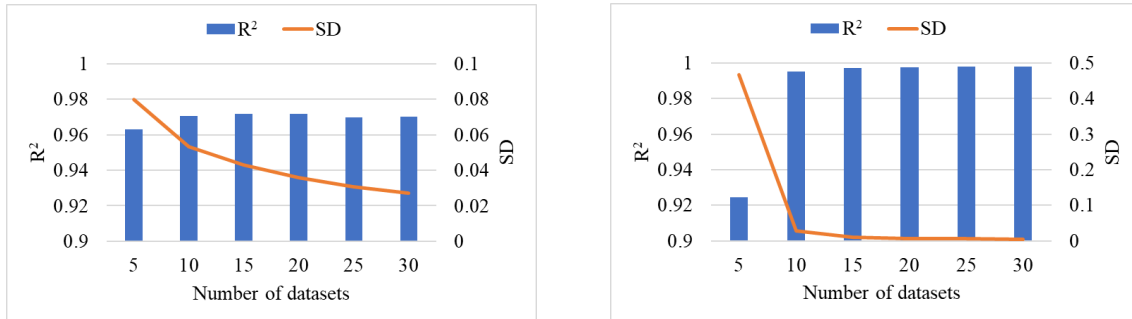 R² SD
1 0.1
0.98 0.08
0.96 0.06
0.94 0.04
0.92 0.02
0.9 0
R²
SD
5 10 15 20 25 30
Number of datasets
R² SD
1 0.5
0.98 0.4
0.96 0.3
0.94 0.2
0.92 0.1
0.9 0
R²
SD
5 10 15 20 25 30
Number of datasets